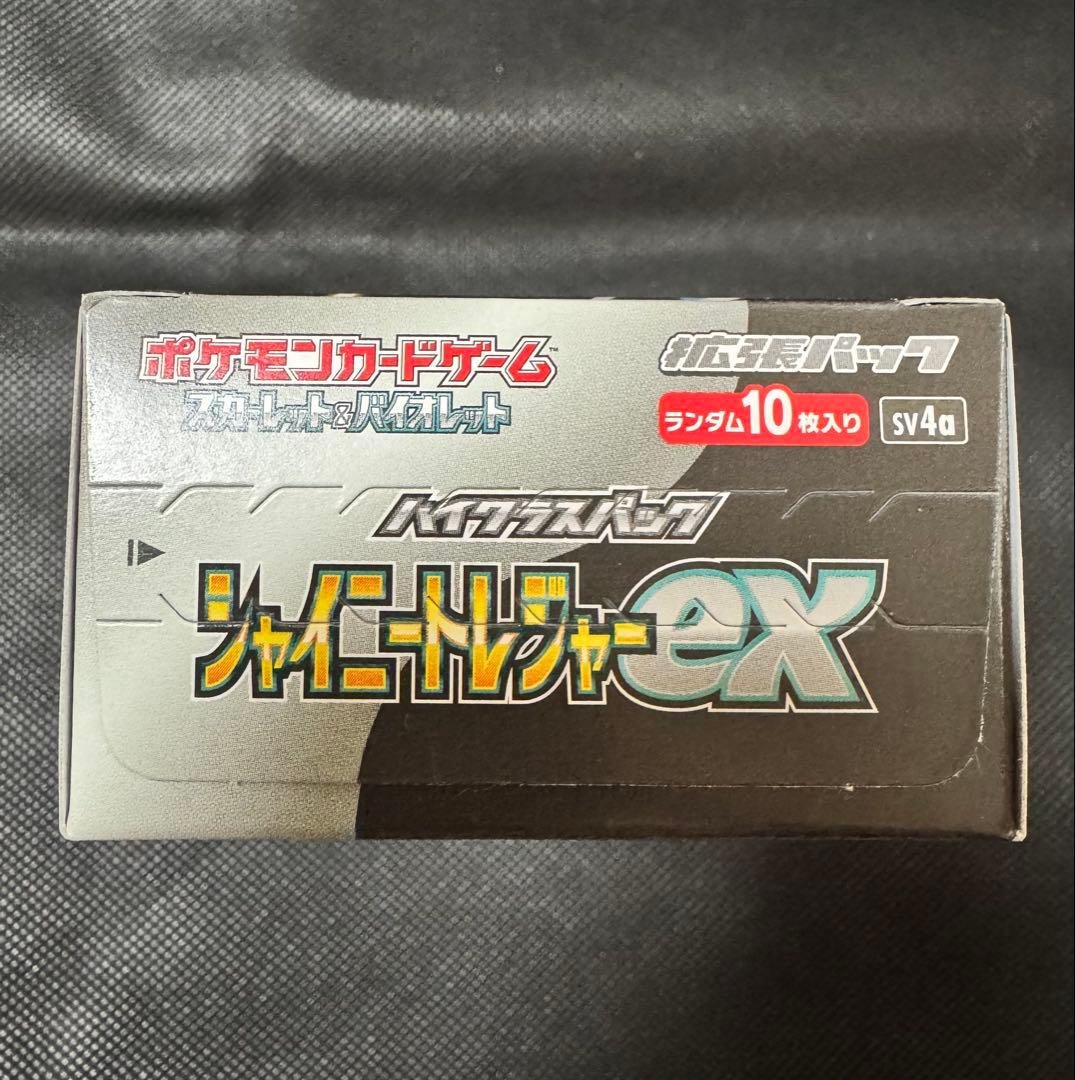 ポケモンカードゲーム™
スカーレット&バイオレット
拡張パック
ランダム10枚入り
sv4a
ハイクラスパック
シャイニートレジャーex